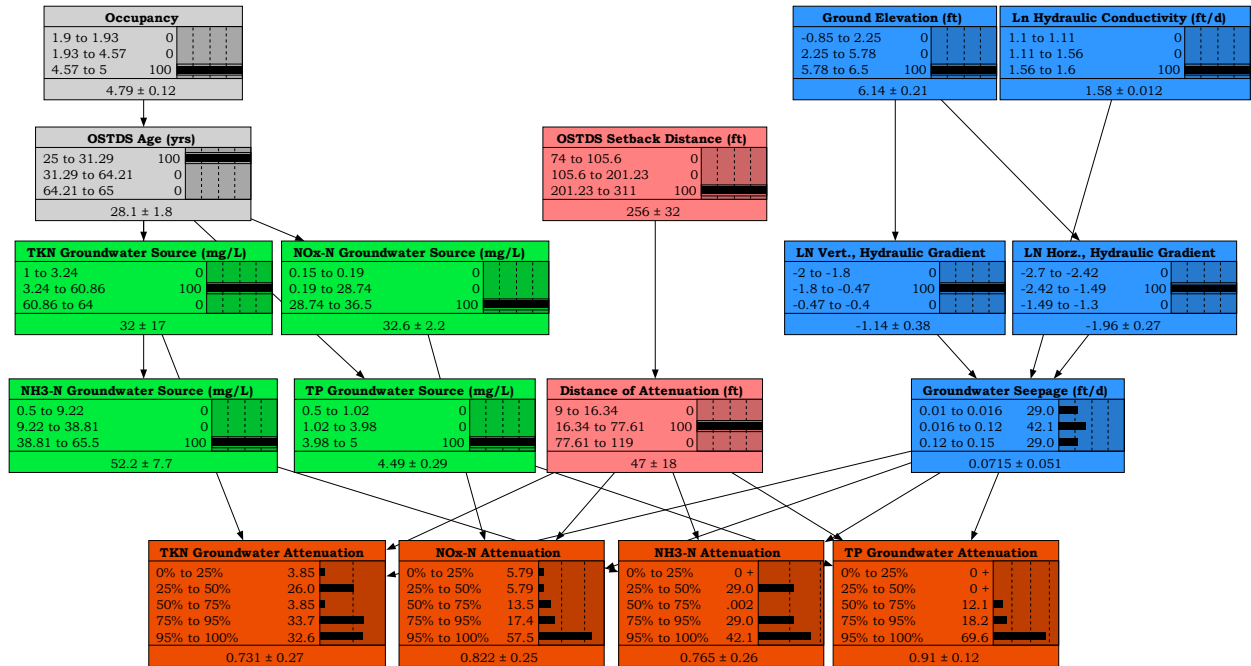 Occupancy
1.9 to 1.93 0
1.93 to 4.57 0
4.57 to 5 100
4.79 ± 0.12
Ground Elevation (ft)
-0.85 to 2.25 0
2.25 to 5.78 0
5.78 to 6.5 100
6.14 ± 0.21
Ln Hydraulic Conductivity (ft/d)
1.1 to 1.11 0
1.11 to 1.56 0
1.56 to 1.6 100
1.58 ± 0.012
OSTDS Age (yrs)
25 to 31.29 100
31.29 to 64.21 0
64.21 to 65 0
28.1 ± 1.8
OSTDS Setback Distance (ft)
74 to 105.6 0
105.6 to 201.23 0
201.23 to 311 100
256 ± 32
TKN Groundwater Source (mg/L)
1 to 3.24 0
3.24 to 60.86 100
60.86 to 64 0
32 ± 17
NOx-N Groundwater Source (mg/L)
0.15 to 0.19 0
0.19 to 28.74 0
28.74 to 36.5 100
32.6 ± 2.2
LN Vert., Hydraulic Gradient
-2 to -1.8 0
-1.8 to -0.47 100
-0.47 to -0.4 0
-1.14 ± 0.38
LN Horz., Hydraulic Gradient
-2.7 to -2.42 0
-2.42 to -1.49 100
-1.49 to -1.3 0
-1.96 ± 0.27
NH3-N Groundwater Source (mg/L)
0.5 to 9.22 0
9.22 to 38.81 0
38.81 to 65.5 100
52.2 ± 7.7
TP Groundwater Source (mg/L)
0.5 to 1.02 0
1.02 to 3.98 0
3.98 to 5 100
4.49 ± 0.29
Distance of Attenuation (ft)
9 to 16.34 0
16.34 to 77.61 100
77.61 to 119 0
47 ± 18
Groundwater Seepage (ft/d)
0.01 to 0.016 29.0
0.016 to 0.12 42.1
0.12 to 0.15 29.0
0.0715 ± 0.051
TKN Groundwater Attenuation
0% to 25% 3.85
25% to 50% 26.0
50% to 75% 3.85
75% to 95% 33.7
95% to 100% 32.6
0.731 ± 0.27
NOx-N Attenuation
0% to 25% 5.79
25% to 50% 5.79
50% to 75% 13.5
75% to 95% 17.4
95% to 100% 57.5
0.822 ± 0.25
NH3-N Attenuation
0% to 25% 0 +
25% to 50% 29.0
50% to 75% .002
75% to 95% 29.0
95% to 100% 42.1
0.765 ± 0.26
TP Groundwater Attenuation
0% to 25% 0 +
25% to 50% 0 +
50% to 75% 12.1
75% to 95% 18.2
95% to 100% 69.6
0.91 ± 0.12